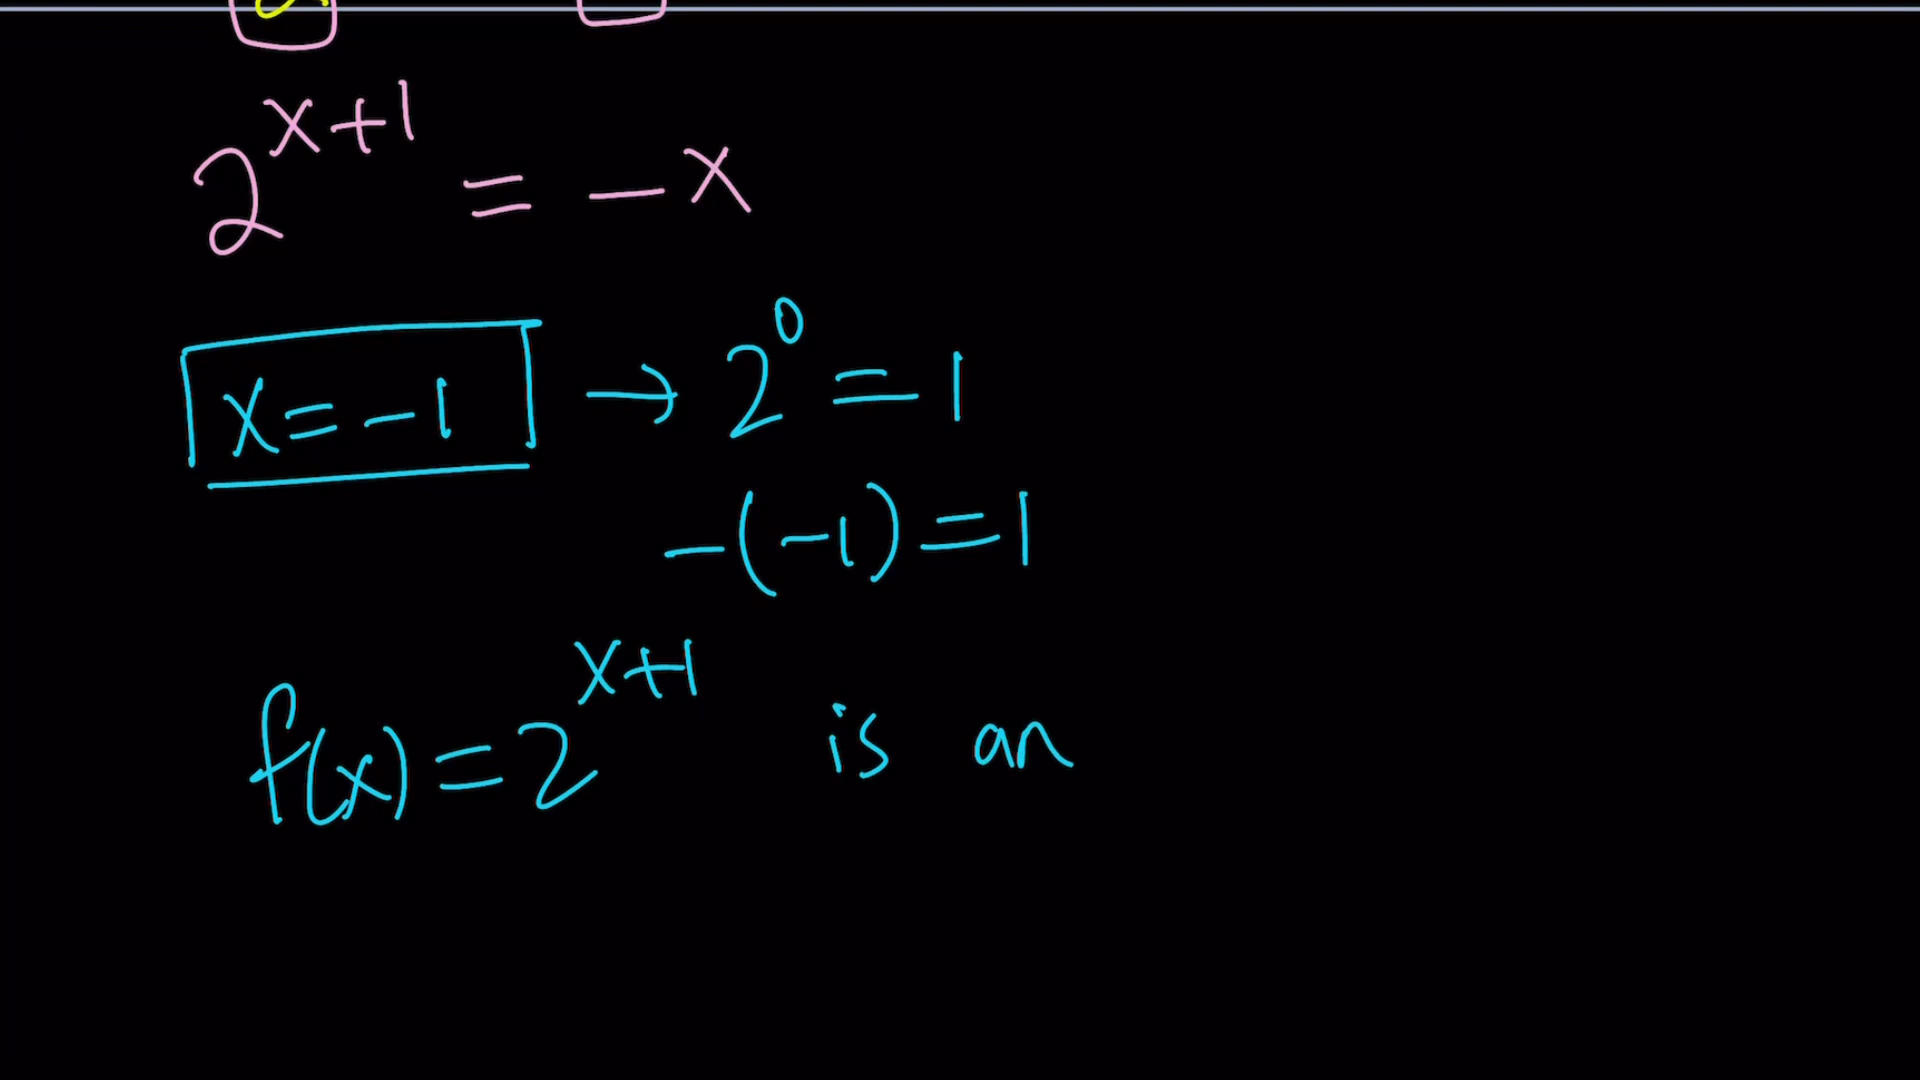 2^{x+1} = -x
x = -1 → 2^0 = 1
-(-1) = 1
f(x) = 2^{x+1} is an